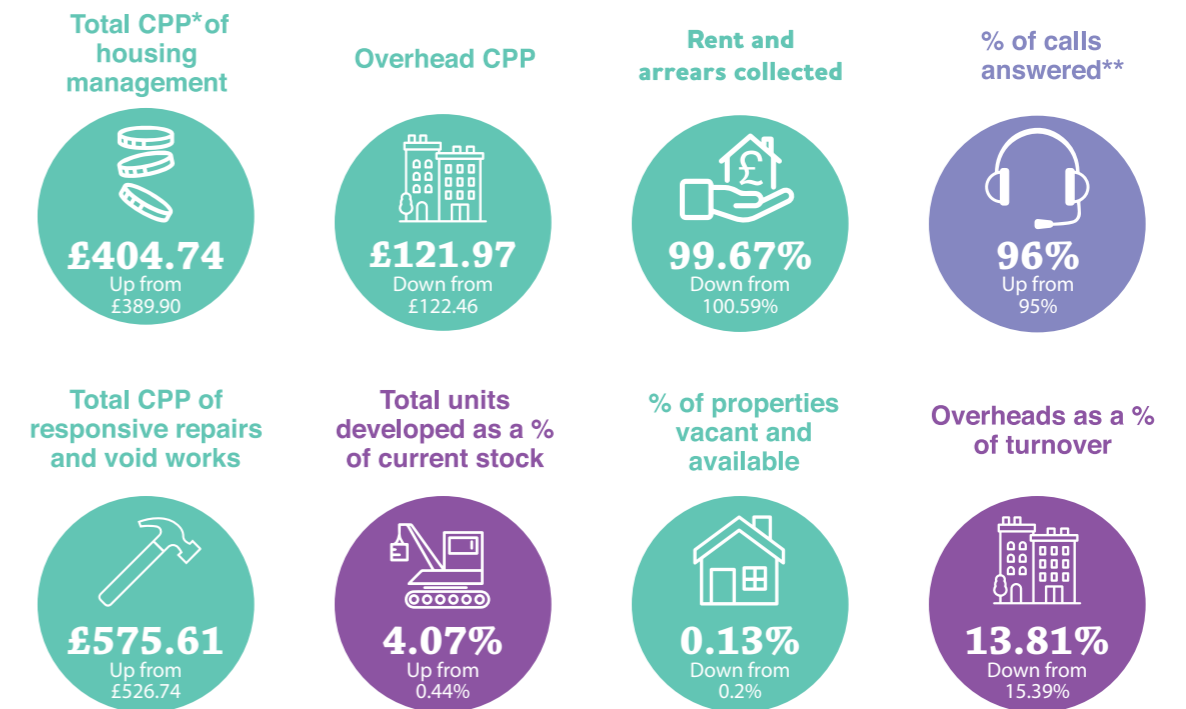 Total CPP* of
housing
management
£404.74
Up from
£389.90
Overhead CPP
£121.97
Down from
£122.46
Rent and
arrears collected
£
99.67%
Down from
100.59%
% of calls
answered**
96%
Up from
95%
Total CPP of
responsive repairs
and void works
£575.61
Up from
£526.74
Total units
developed as a %
of current stock
4.07%
Up from
0.44%
% of properties
vacant and
available
0.13%
Down from
0.2%
Overheads as a %
of turnover
13.81%
Down from
15.39%